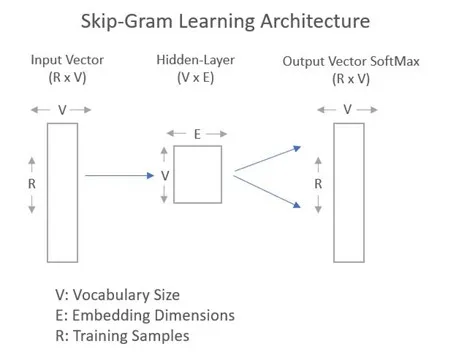 Skip-Gram Learning Architecture
Input Vector
(R x V)
Hidden-Layer
(V x E)
Output Vector SoftMax
(R x V)
V
E
V
R
V
R
V: Vocabulary Size
E: Embedding Dimensions
R: Training Samples